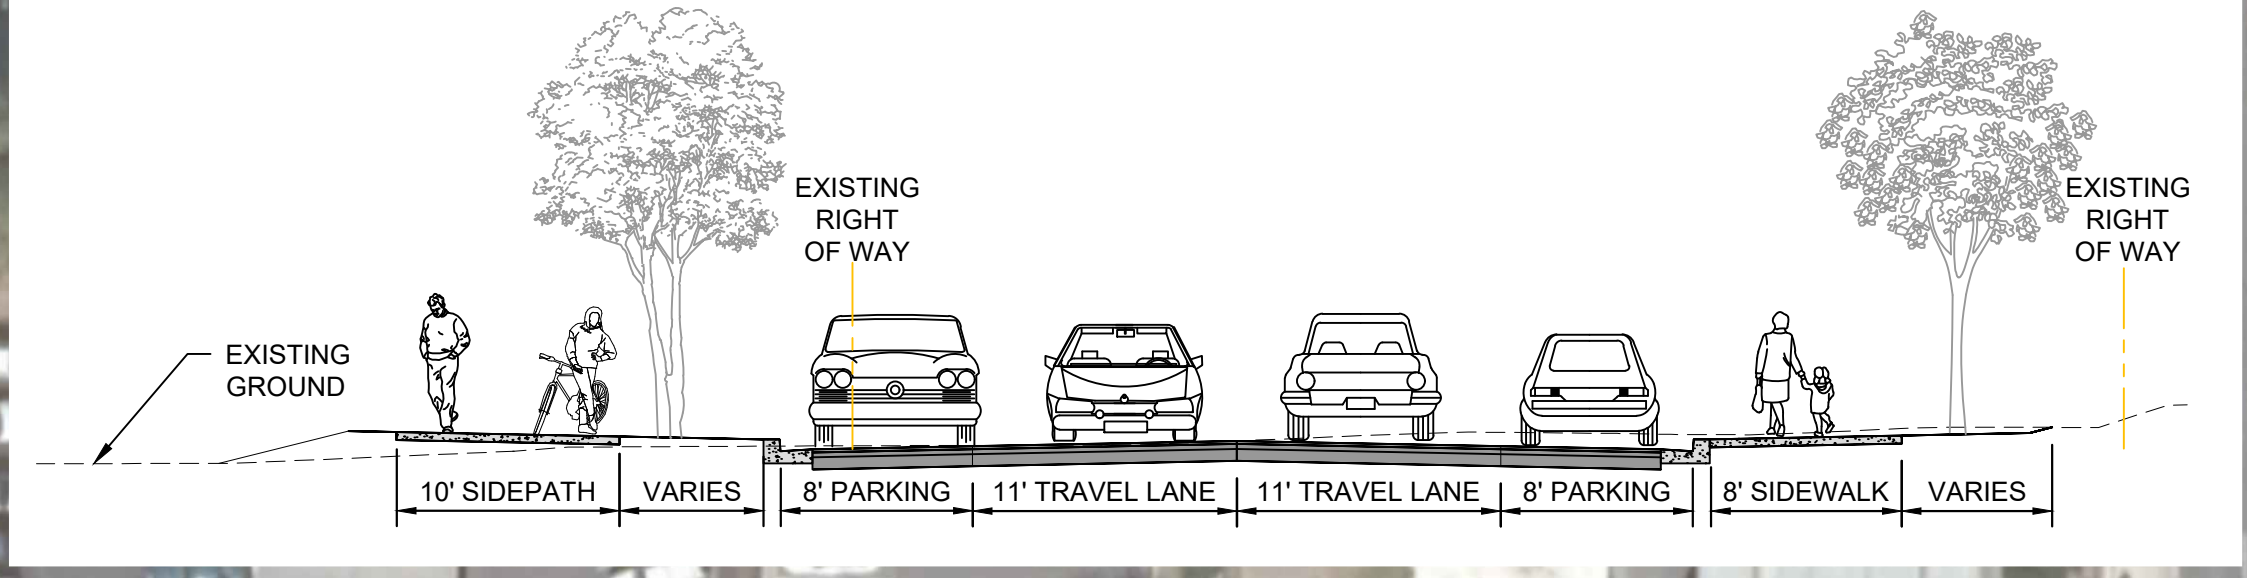 EXISTING
RIGHT
OF WAY
EXISTING
RIGHT
OF WAY
EXISTING
GROUND
10' SIDEPATH
VARIES
8' PARKING
11' TRAVEL LANE
11' TRAVEL LANE
8' PARKING
8' SIDEWALK
VARIES